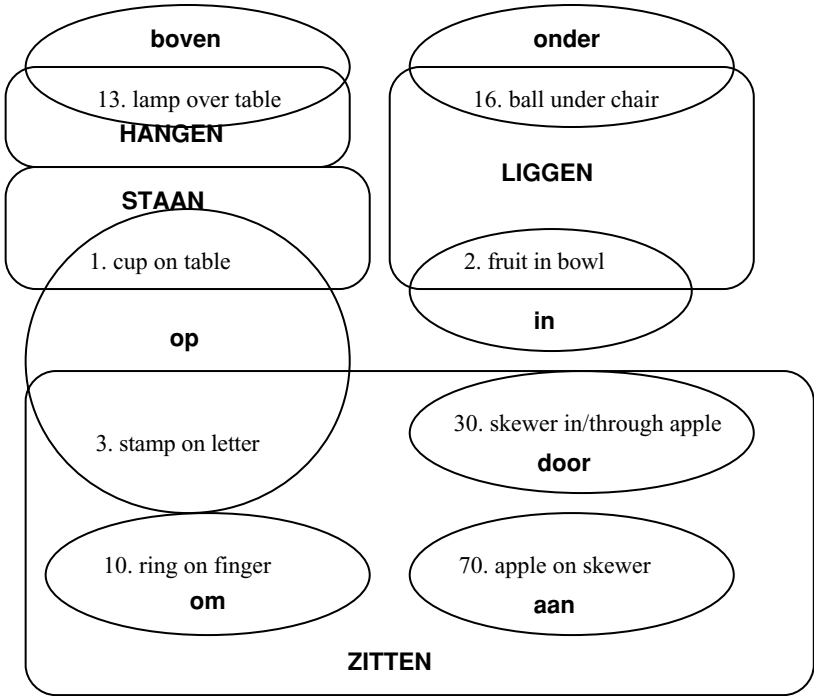 boven
13. lamp over table
HANGEN
STAAN
1. cup on table
op
3. stamp on letter
10. ring on finger
om
onder
16. ball under chair
LIGGEN
2. fruit in bowl
in
30. skewer in/through apple
door
70. apple on skewer
aan
ZITTEN